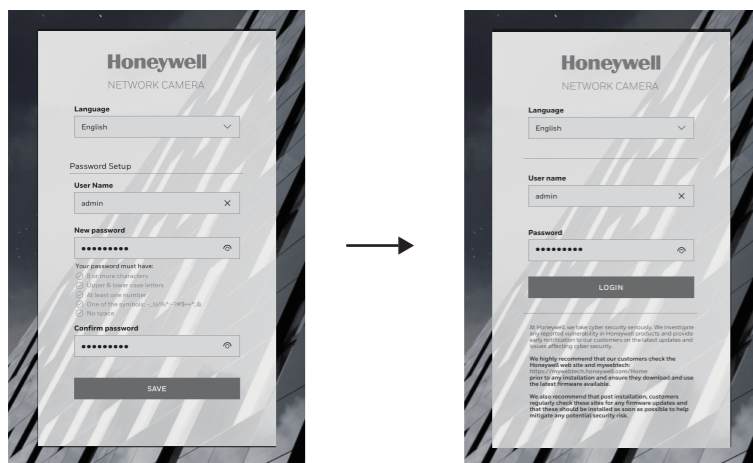 Honeywell
NETWORK CAMERA
Language
English
Password Setup
User Name
admin
New password
Your password must have:
8 or more characters
Upper & lower case letters
At least one number
No space
Confirm password
SAVE
Honeywell
NETWORK CAMERA
Language
English
User name
admin
Password
LOGIN
At Honeywell, we take cyber security seriously. We investigate
any reported vulnerability in Honeywell products and provide
early notification to our customers on the latest updates and
issues affecting cyber security.
We highly recommend that our customers check the
Honeywell web site and mywebtech:
https://mywebtech.honeywell.com/Home
prior to any installation and ensure they download and use
the latest firmware available.
We also recommend that post installation, customers
regularly check these sites for any firmware updates and
that these should be installed as soon as possible to help
mitigate any potential security risk.